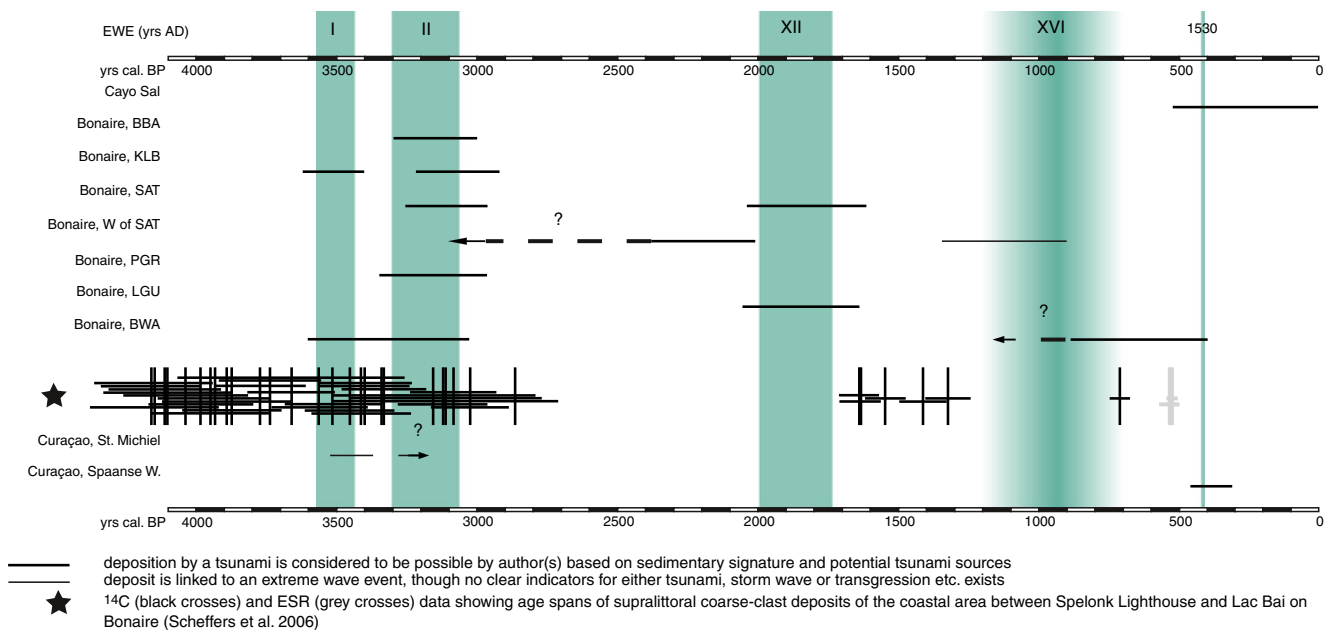 EWE (yrs AD) I II XII XVI 1530
yrs cal. BP 4000 3500 3000 2500 2000 1500 1000 500 0
Cayo Sal
Bonaire, BBA
Bonaire, KLB
Bonaire, SAT
Bonaire, W of SAT ?
Bonaire, PGR
Bonaire, LGU
Bonaire, BWA ?
Curaçao, St. Michiel ?
Curaçao, Spaanse W.
yrs cal. BP 4000 3500 3000 2500 2000 1500 1000 500 0
deposition by a tsunami is considered to be possible by author(s) based on sedimentary signature and potential tsunami sources
deposit is linked to an extreme wave event, though no clear indicators for either tsunami, storm wave or transgression etc. exists
14C (black crosses) and ESR (grey crosses) data showing age spans of supralittoral coarse-clast deposits of the coastal area between Spelonk Lighthouse and Lac Bai on
Bonaire (Scheffers et al. 2006)